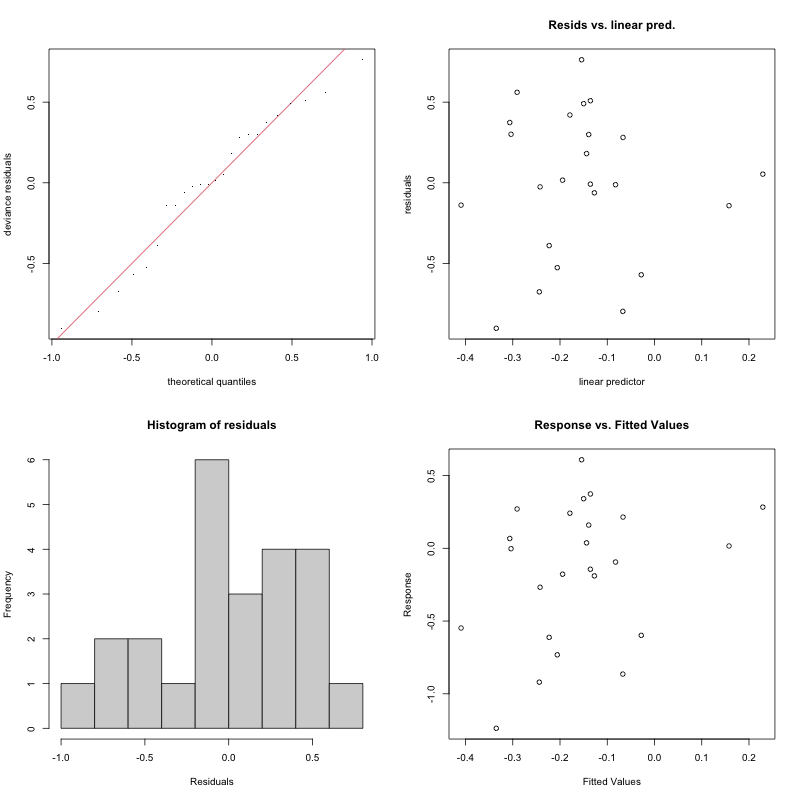 deviance residuals
0.5
0.0
-0.5
-1.0 -0.5 0.0 0.5 1.0
theoretical quantiles
Resids vs. linear pred.
residuals
0.5
0.0
-0.5
-0.4 -0.3 -0.2 -0.1 0.0 0.1 0.2
linear predictor
Histogram of residuals
Frequency
6
5
4
3
2
1
0
-1.0 -0.5 0.0 0.5
Residuals
Response vs. Fitted Values
Response
0.5
0.0
-0.5
-1.0
-0.4 -0.3 -0.2 -0.1 0.0 0.1 0.2
Fitted Values